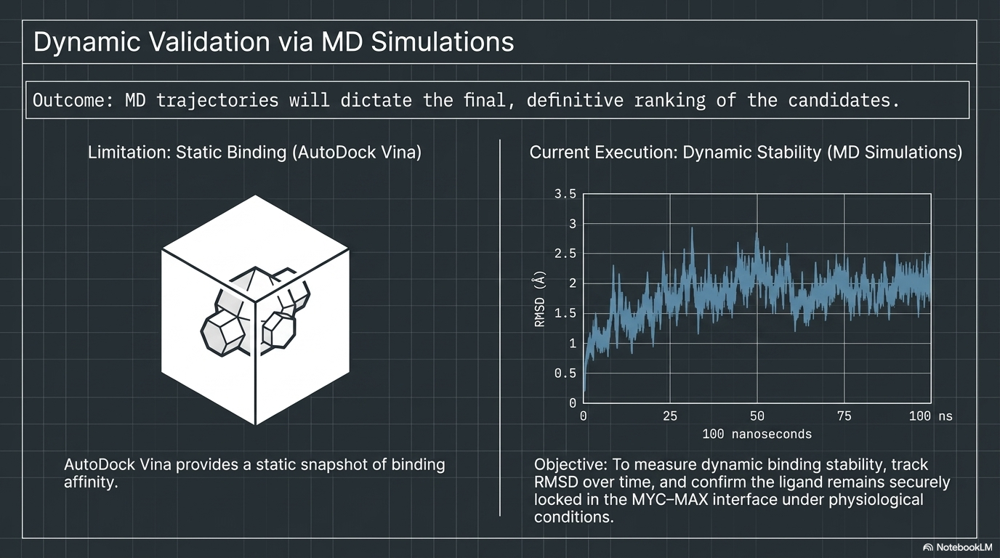 Dynamic Validation via MD Simulations
Outcome: MD trajectories will dictate the final, definitive ranking of the candidates.
Limitation: Static Binding (AutoDock Vina)
AutoDock Vina provides a static snapshot of binding
affinity.
Current Execution: Dynamic Stability (MD Simulations)
RMSD (Å)
3.5
3
2.5
2
1.5
1
0.5
0
0 25 50 75 100 ns
100 nanoseconds
Objective: To measure dynamic binding stability, track
RMSD over time, and confirm the ligand remains securely
locked in the MYC–MAX interface under physiological
conditions.
NotebookLM